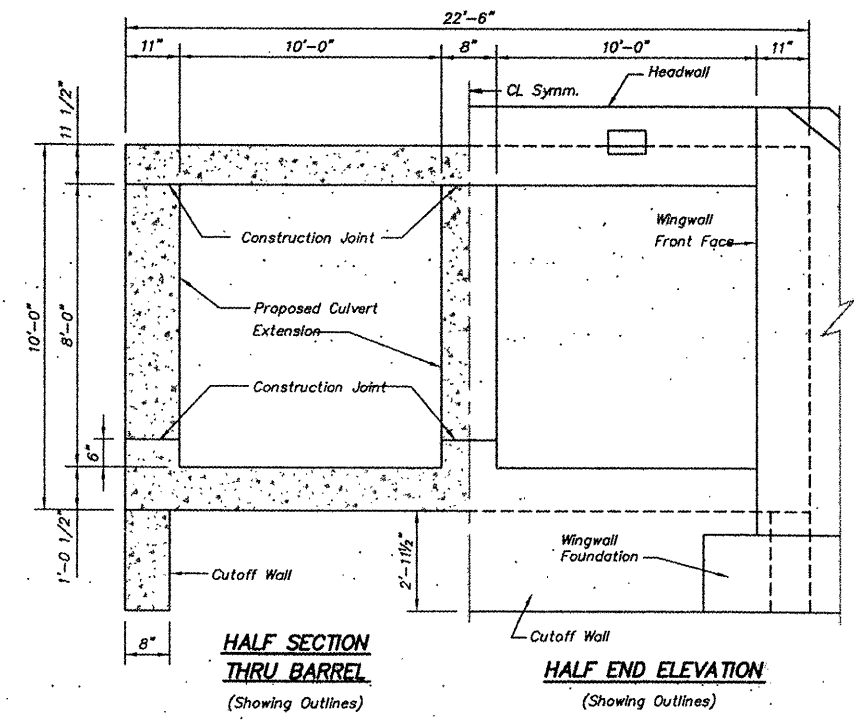 22'-6"
11"
10'-0"
8"
10'-0"
11"
Headwall
CL Symm.
11 1/2"
Construction Joint
Wingwall
Front Face
10'-0"
8'-0"
Proposed Culvert
Extension
Construction Joint
6"
1'-0 1/2"
2'-11½"
Wingwall
Foundation
Cutoff Wall
Cutoff Wall
8"
HALF SECTION
THRU BARREL
(Showing Outlines)
HALF END ELEVATION
(Showing Outlines)